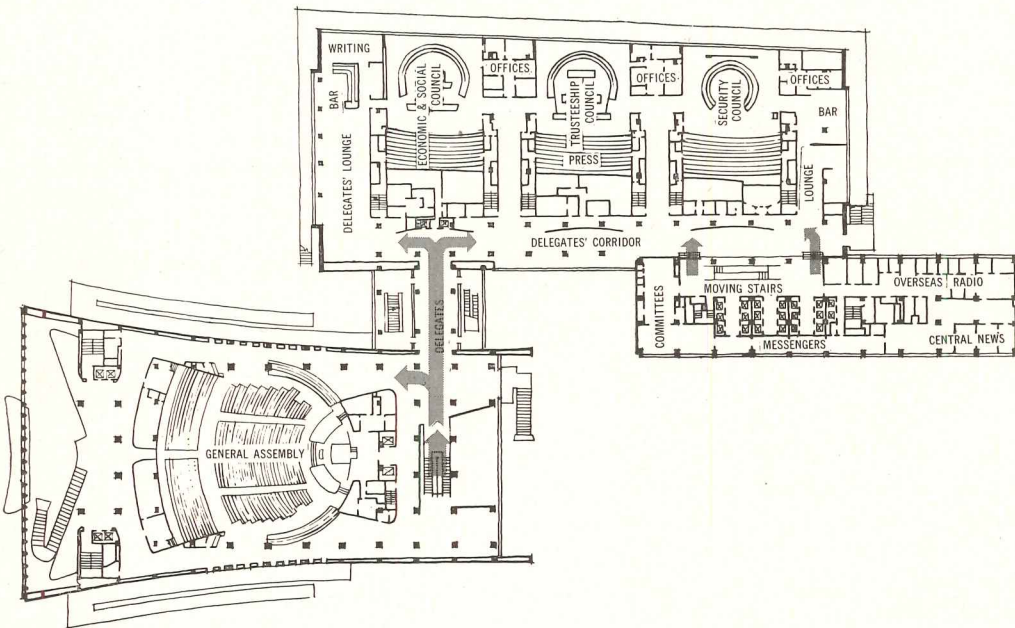 WRITING
BAR
DELEGATES' LOUNGE
ECONOMIC & SOCIAL
COUNCIL
OFFICES
TRUSTEESHIP
COUNCIL
PRESS
OFFICES
SECURITY
COUNCIL
OFFICES
BAR
LOUNGE
DELEGATES' CORRIDOR
DELEGATES
COMMITTEES
MOVING STAIRS
MESSENGERS
OVERSEAS RADIO
CENTRAL NEWS
GENERAL ASSEMBLY